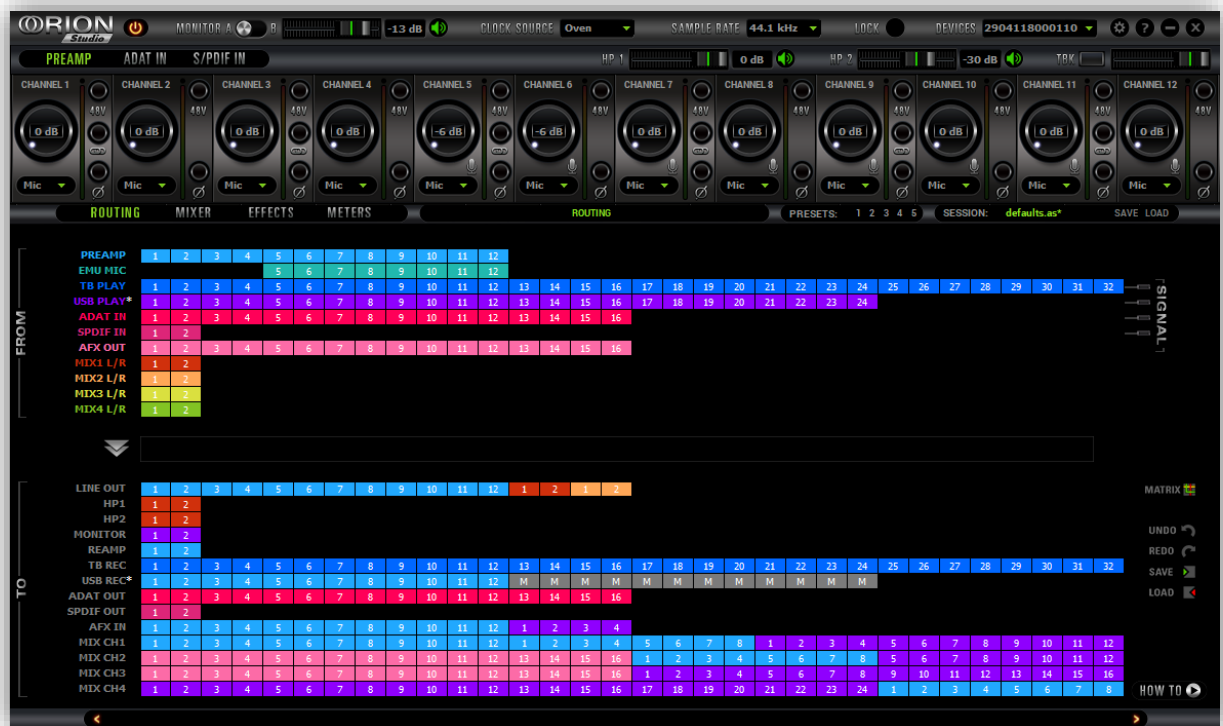 ORION Studio MONITOR A B -13 dB CLOCK SOURCE Oven SAMPLE RATE 44.1 kHz LOCK DEVICES 2904118000110 ?
PREAMP ADAT IN S/PDIF IN HP 1 0 dB HP 2 -30 dB TBK
CHANNEL 1 CHANNEL 2 CHANNEL 3 CHANNEL 4 CHANNEL 5 CHANNEL 6 CHANNEL 7 CHANNEL 8 CHANNEL 9 CHANNEL 10 CHANNEL 11 CHANNEL 12
48V 48V 48V 48V 48V 48V 48V 48V 48V 48V 48V 48V
0 dB 0 dB 0 dB 0 dB -6 dB -6 dB 0 dB 0 dB 0 dB 0 dB 0 dB 0 dB
Mic Mic Mic Mic Mic Mic Mic Mic Mic Mic Mic Mic
ROUTING MIXER EFFECTS METERS ROUTING PRESETS: 1 2 3 4 5 SESSION: defaults.as* SAVE LOAD
FROM
PREAMP 1 2 3 4 5 6 7 8 9 10 11 12
EMU MIC 5 6 7 8 9 10 11 12
TB PLAY 1 2 3 4 5 6 7 8 9 10 11 12 13 14 15 16 17 18 19 20 21 22 23 24 25 26 27 28 29 30 31 32
USB PLAY* 1 2 3 4 5 6 7 8 9 10 11 12 13 14 15 16 17 18 19 20 21 22 23 24
ADAT IN 1 2 3 4 5 6 7 8 9 10 11 12 13 14 15 16
SPDIF IN 1 2
AFX OUT 1 2 3 4 5 6 7 8 9 10 11 12 13 14 15 16
MIX1 L/R 1 2
MIX2 L/R 1 2
MIX3 L/R 1 2
MIX4 L/R 1 2
SIGNAL
TO
LINE OUT 1 2 3 4 5 6 7 8 9 10 11 12 1 2 1 2
HP1 1 2
HP2 1 2
MONITOR 1 2
REAMP 1 2
TB REC 1 2 3 4 5 6 7 8 9 10 11 12 13 14 15 16 17 18 19 20 21 22 23 24 25 26 27 28 29 30 31 32
USB REC* 1 2 3 4 5 6 7 8 9 10 11 12 M M M M M M M M M M M M
ADAT OUT 1 2 3 4 5 6 7 8 9 10 11 12 13 14 15 16
SPDIF OUT 1 2
AFX IN 1 2 3 4 5 6 7 8 9 10 11 12 1 2 3 4
MIX CH1 1 2 3 4 5 6 7 8 9 10 11 12 1 2 3 4 5 6 7 8 1 2 3 4 5 6 7 8 9 10 11 12
MIX CH2 1 2 3 4 5 6 7 8 9 10 11 12 13 14 15 16 1 2 3 4 5 6 7 8 5 6 7 8 9 10 11 12
MIX CH3 1 2 3 4 5 6 7 8 9 10 11 12 13 14 15 16 1 2 3 4 5 6 7 8 9 10 11 12 13 14 15 16
MIX CH4 1 2 3 4 5 6 7 8 9 10 11 12 13 14 15 16 17 18 19 20 21 22 23 24 1 2 3 4 5 6 7 8
MATRIX
UNDO
REDO
SAVE
LOAD
HOW TO